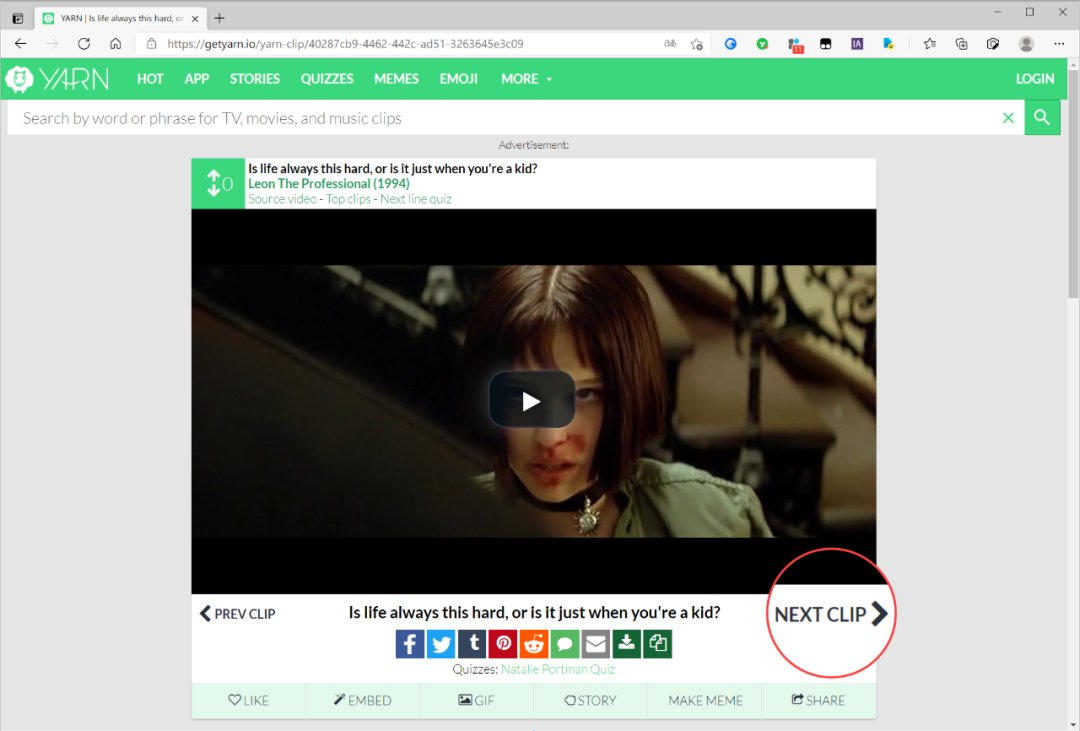 YARN | Is life always this hard, or
https://getyarn.io/yarn-clip/40287cb9-4462-442c-ad51-3263645e3c09
11
IA
YARN
HOT
APP
STORIES
QUIZZES
MEMES
EMOJI
MORE
LOGIN
Search by word or phrase for TV, movies, and music clips
Advertisement:
0
Is life always this hard, or is it just when you're a kid?
Leon The Professional (1994)
Source video - Top clips - Next line quiz
PREV CLIP
Is life always this hard, or is it just when you're a kid?
NEXT CLIP
Quizzes: Natalie Portman Quiz
LIKE
EMBED
GIF
STORY
MAKE MEME
SHARE